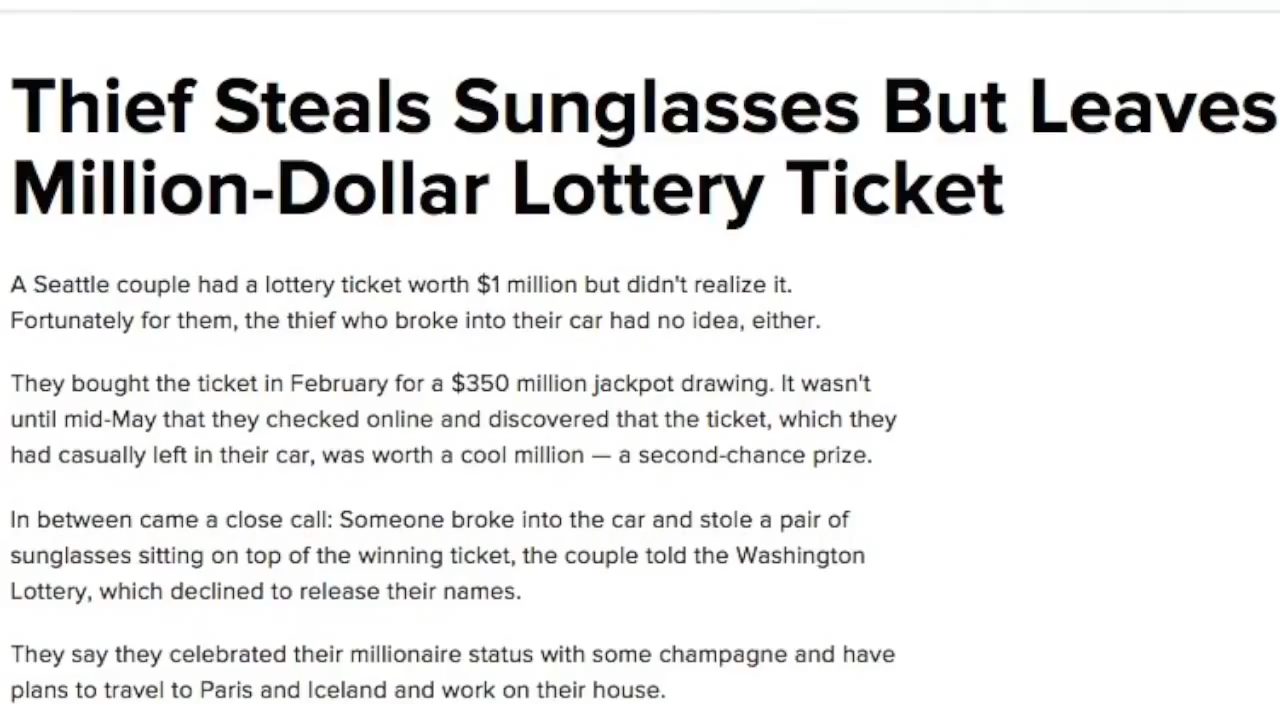 Thief Steals Sunglasses But Leaves
Million-Dollar Lottery Ticket
A Seattle couple had a lottery ticket worth $1 million but didn't realize it.
Fortunately for them, the thief who broke into their car had no idea, either.
They bought the ticket in February for a $350 million jackpot drawing. It wasn't
until mid-May that they checked online and discovered that the ticket, which they
had casually left in their car, was worth a cool million — a second-chance prize.
In between came a close call: Someone broke into the car and stole a pair of
sunglasses sitting on top of the winning ticket, the couple told the Washington
Lottery, which declined to release their names.
They say they celebrated their millionaire status with some champagne and have
plans to travel to Paris and Iceland and work on their house.